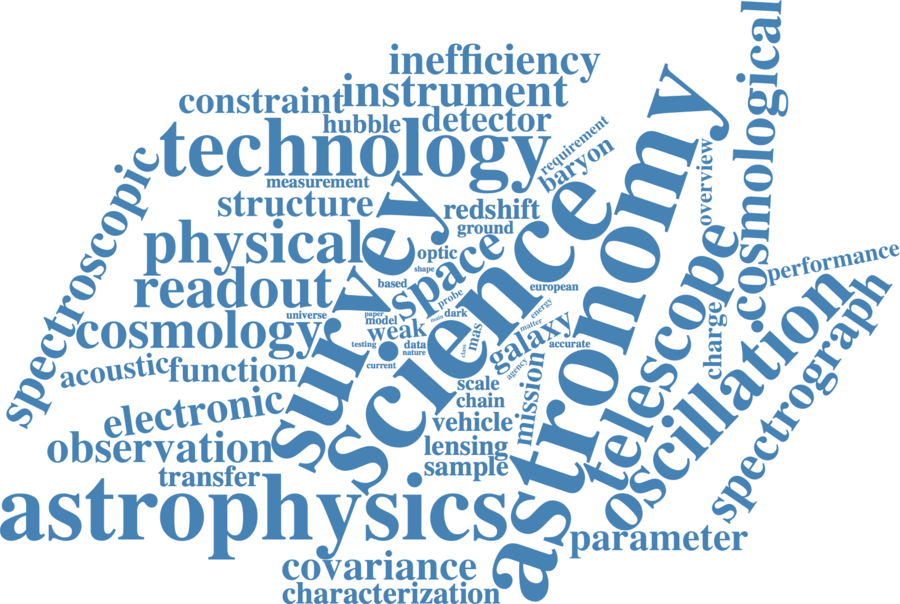 inefficiency
cosmological
constraint
instrument
hubble
detector
technology
requirement
baryon
measurement
spectroscopic
structure
redshift
ground
overview
physical
survey
optic
shape
space
science
astronomy
readout
based
probe
european
performance
universe
paper
model
main
dark
energy
cosmology
weak
matter
telescope
testing
data
nature
class
mas
galaxy
accurate
charge
oscillation
spectrograph
acoustic
function
current
agency
mission
scale
chain
electronic
vehicle
observation
lensing
transfer
sample
astrophysics
parameter
covariance
characterization